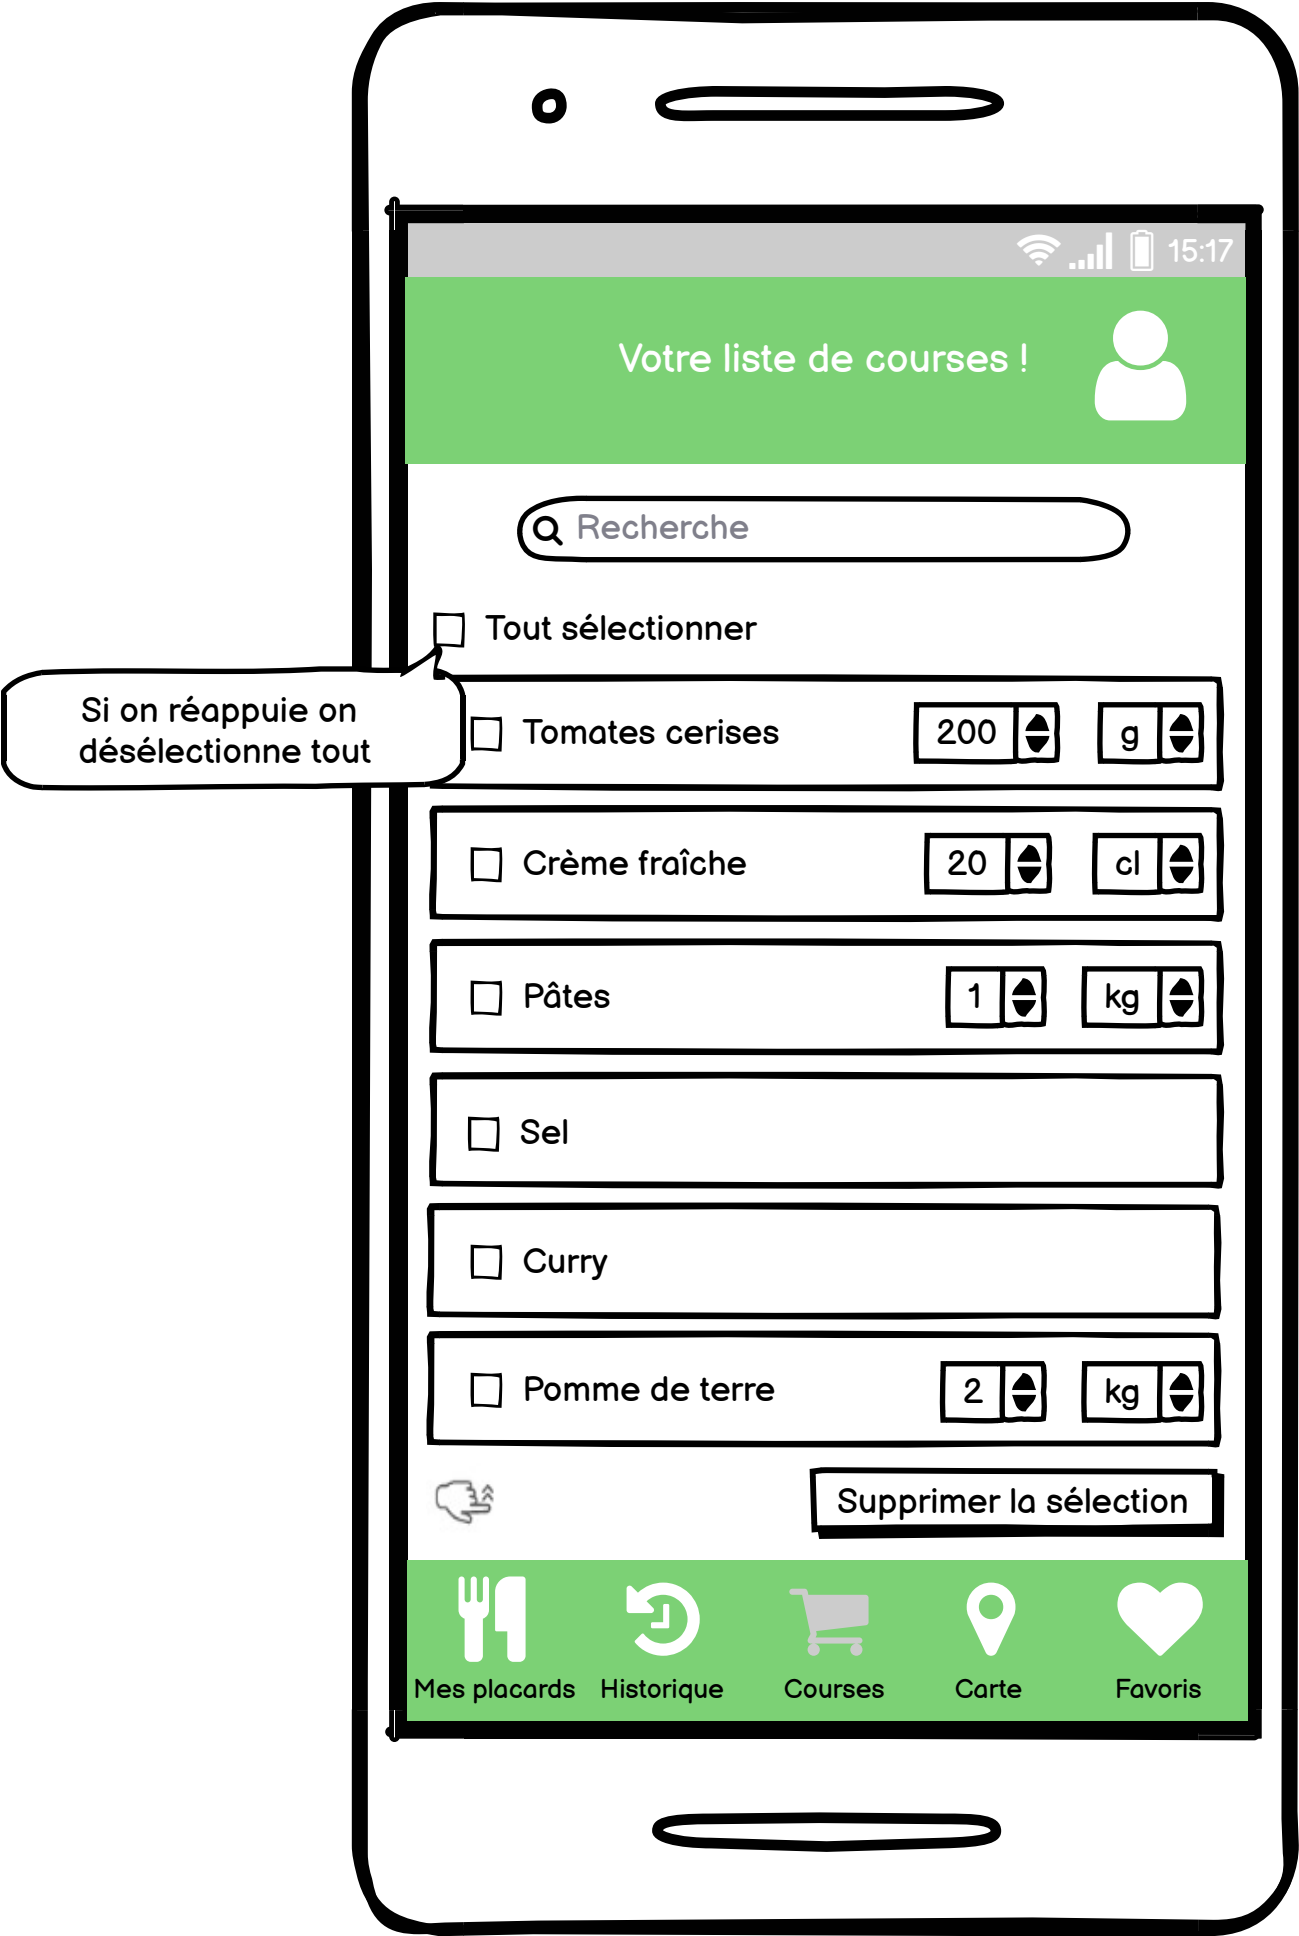 15:17
Votre liste de courses !
Recherche
Tout sélectionner
Si on réappuie on
désélectionne tout
Tomates cerises 200 g
Crème fraîche 20 cl
Pâtes 1 kg
Sel
Curry
Pomme de terre 2 kg
Supprimer la sélection
Mes placards Historique Courses Carte Favoris